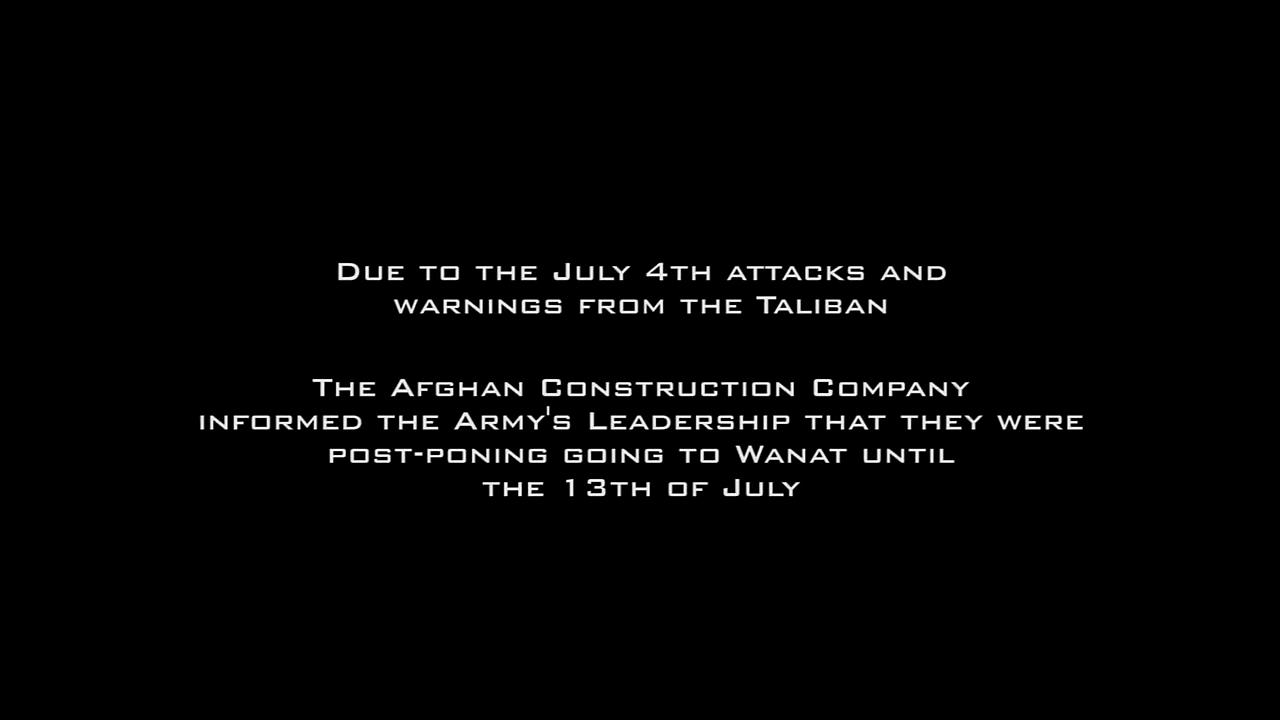 Due to the July 4th attacks and
warnings from the Taliban
The Afghan Construction Company
informed the Army's Leadership that they were
post-poning going to Wanat until
the 13th of July